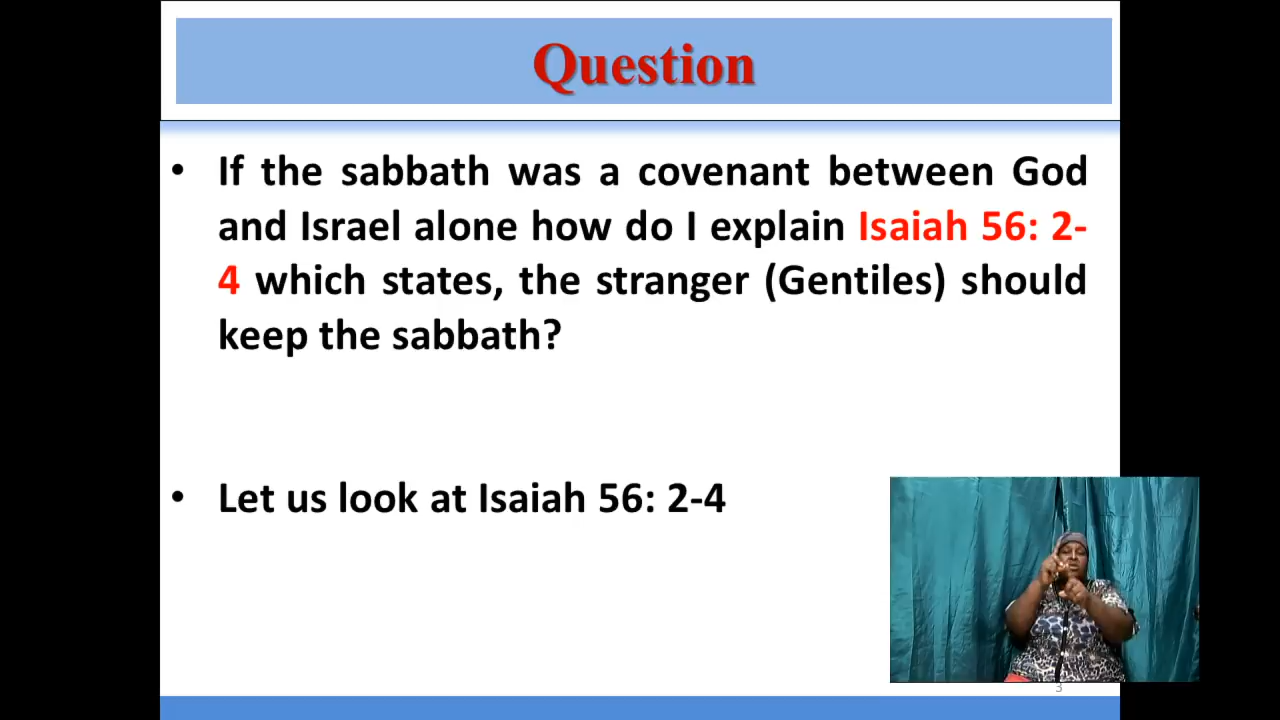 Question
• If the sabbath was a covenant between God
and Israel alone how do I explain Isaiah 56: 2-
4 which states, the stranger (Gentiles) should
keep the sabbath?
• Let us look at Isaiah 56: 2-4
3